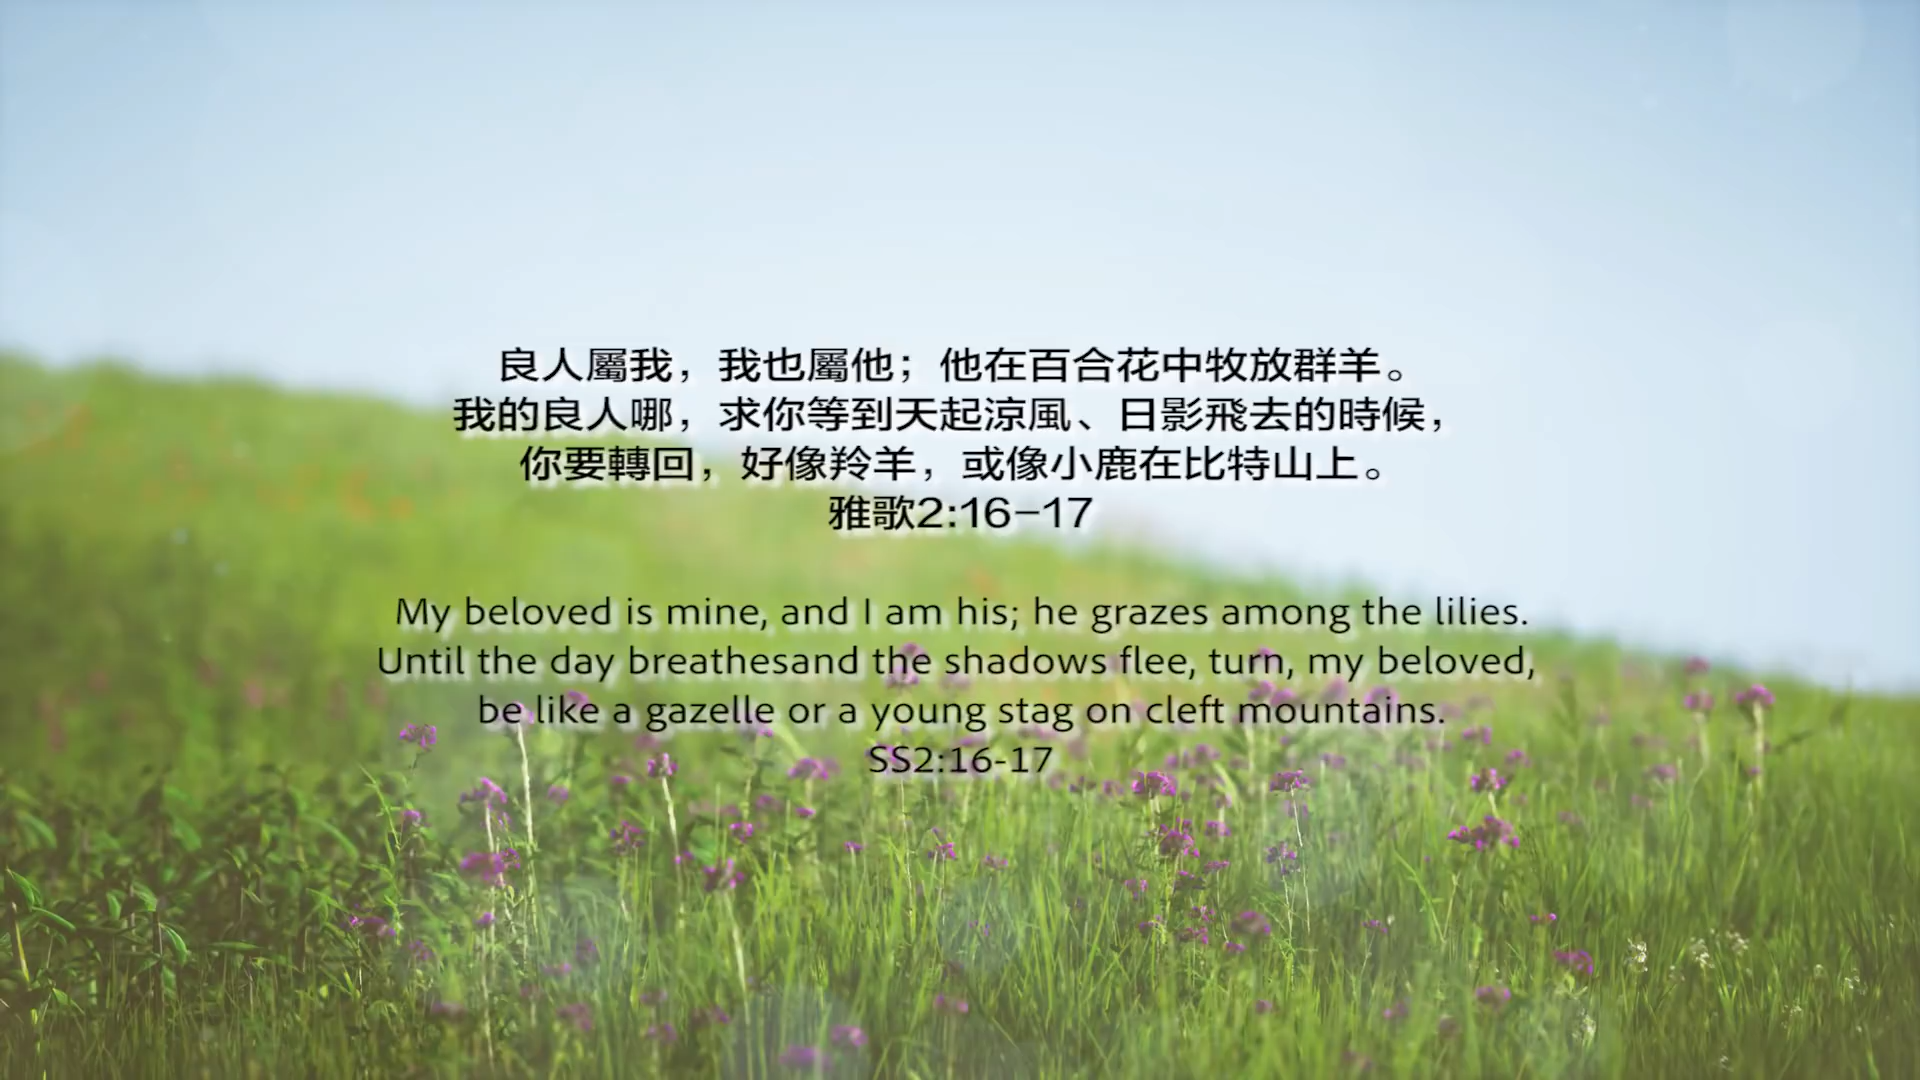 良人屬我，我也屬他；他在百合花中牧放群羊。
我的良人哪，求你等到天起涼風、日影飛去的時候，
你要轉回，好像羚羊，或像小鹿在比特山上。
雅歌2:16-17
My beloved is mine, and I am his; he grazes among the lilies.
Until the day breathesand the shadows flee, turn, my beloved,
be like a gazelle or a young stag on cleft mountains.
SS2:16-17